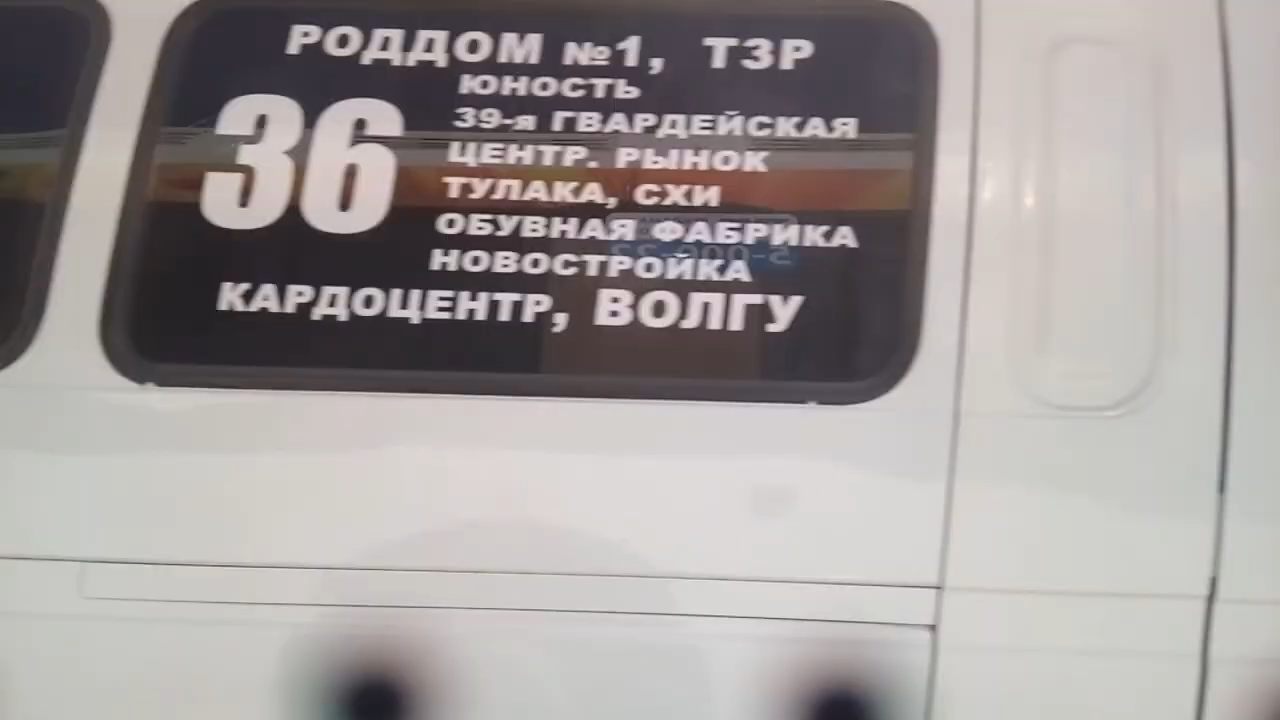 РОДДОМ №1, ТЗР
ЮНОСТЬ
36
39-я ГВАРДЕЙСКАЯ
ЦЕНТР. РЫНОК
ТУЛАКА, СХИ
ОБУВНАЯ ФАБРИКА
НОВОСТРОЙКА
КАРДОЦЕНТР, ВОЛГУ